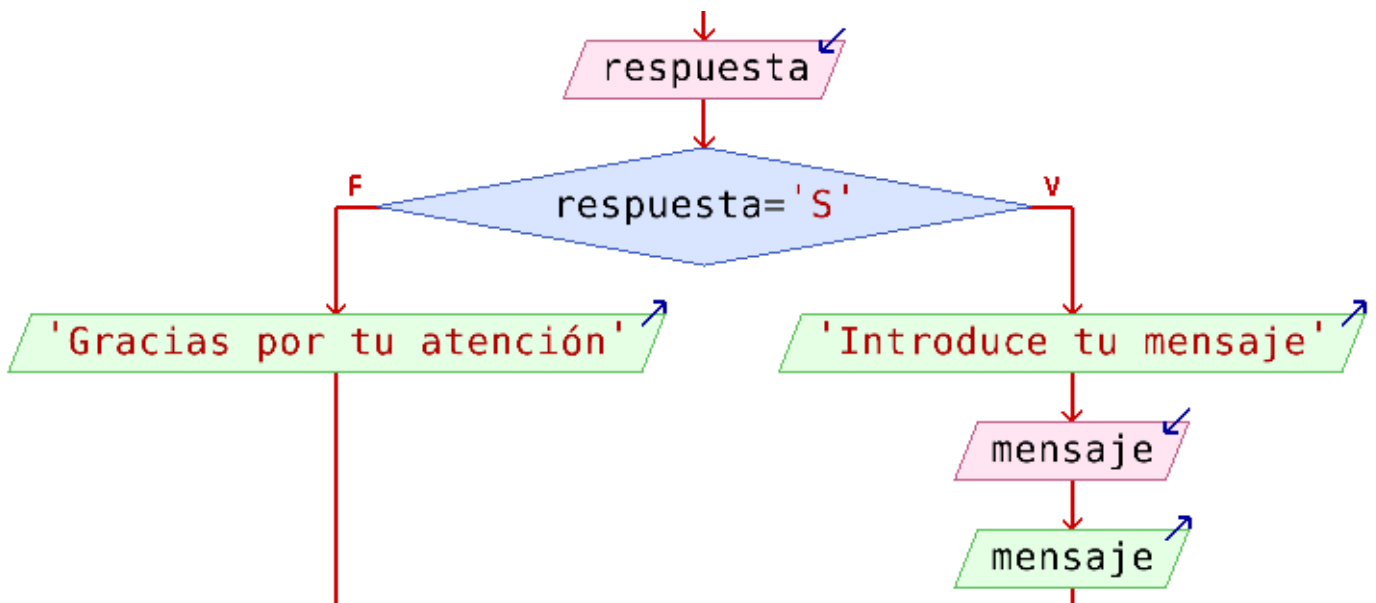 respuesta
F
V
respuesta='S'
'Gracias por tu atención'
'Introduce tu mensaje'
mensaje
mensaje